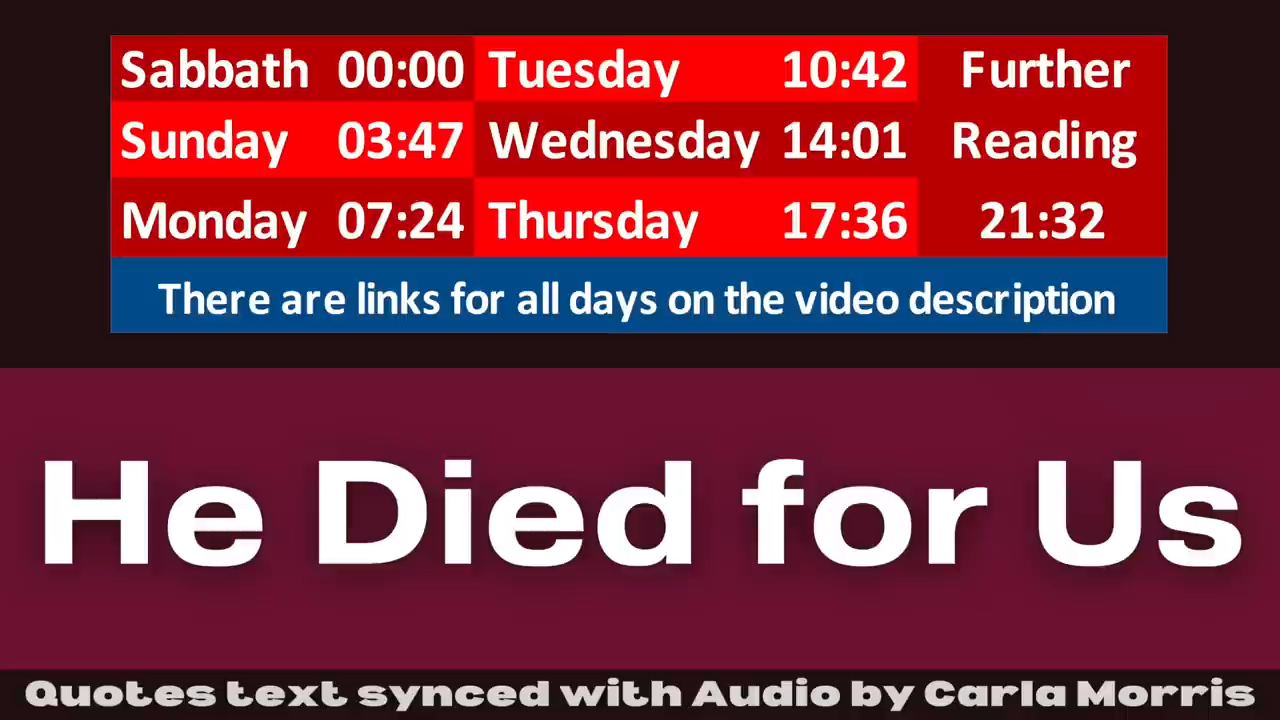 Sabbath 00:00 Tuesday 10:42 Further
Sunday 03:47 Wednesday 14:01 Reading
Monday 07:24 Thursday 17:36 21:32
There are links for all days on the video description
He Died for Us
Quotes text synced with Audio by Carla Morris